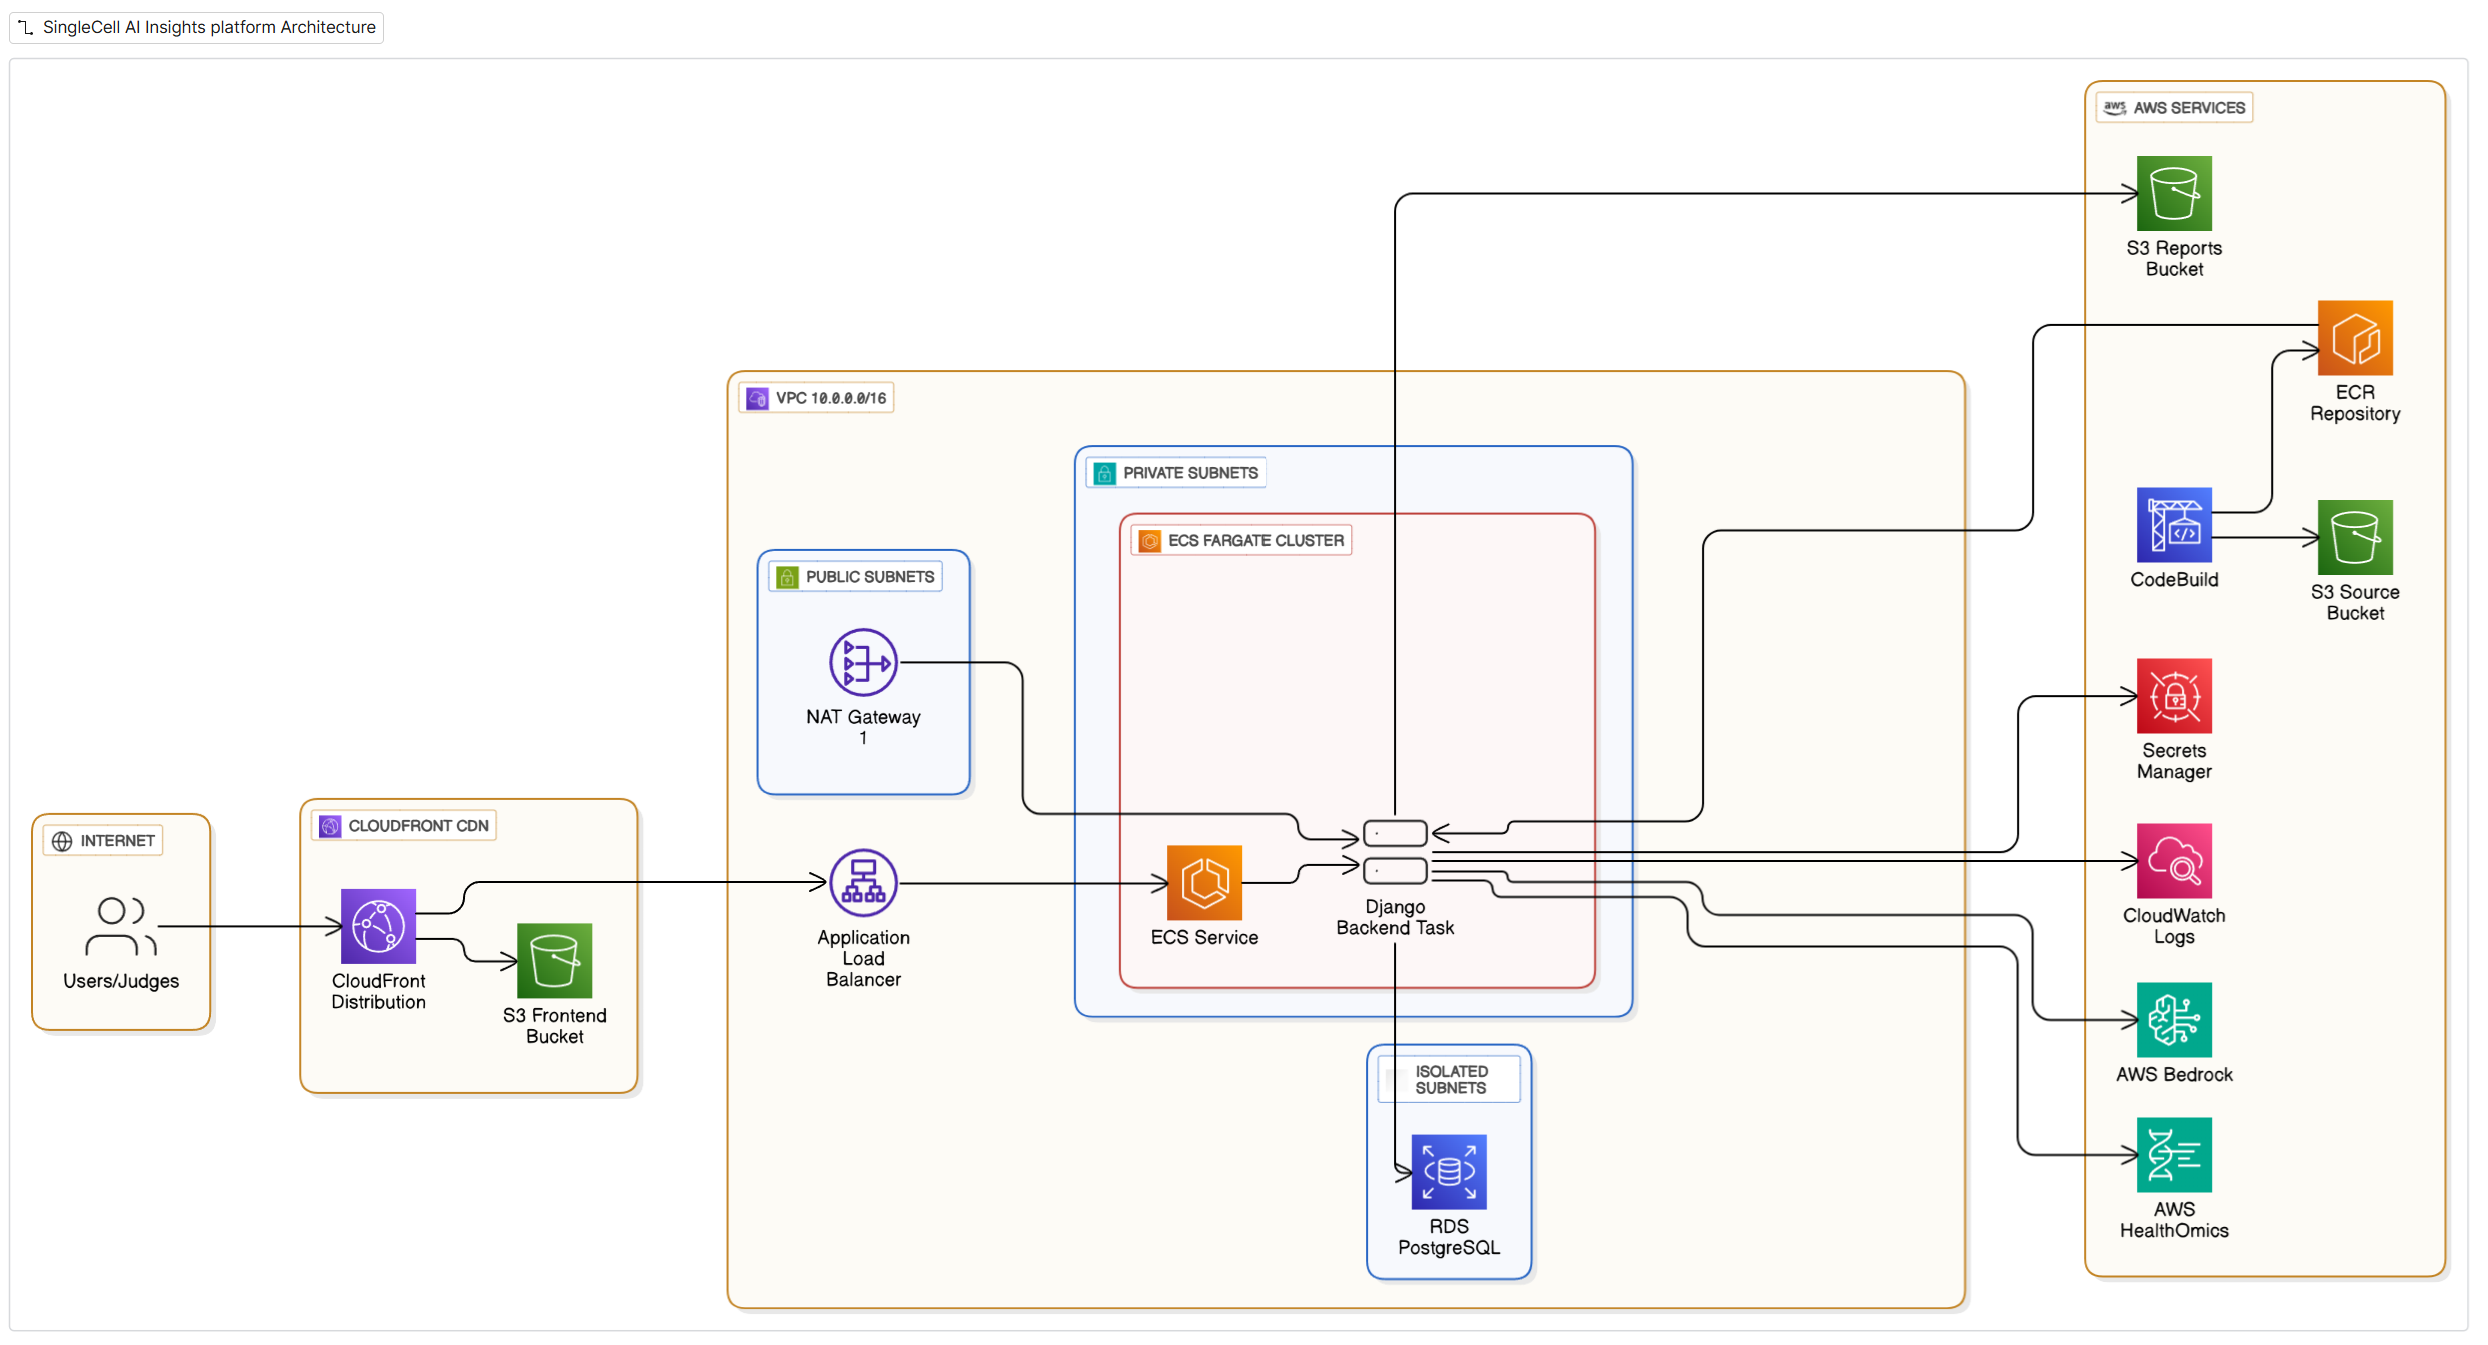 SingleCell AI Insights platform Architecture
aws AWS SERVICES
S3 Reports
Bucket
ECR
Repository
VPC 10.0.0.0/16
PRIVATE SUBNETS
ECS FARGATE CLUSTER
PUBLIC SUBNETS
NAT Gateway
1
CodeBuild
S3 Source
Bucket
Secrets
Manager
INTERNET
Users/Judges
CLOUDFRONT CDN
CloudFront
Distribution
S3 Frontend
Bucket
Application
Load
Balancer
ECS Service
Django
Backend Task
CloudWatch
Logs
ISOLATED
SUBNETS
RDS
PostgreSQL
AWS Bedrock
AWS
HealthOmics